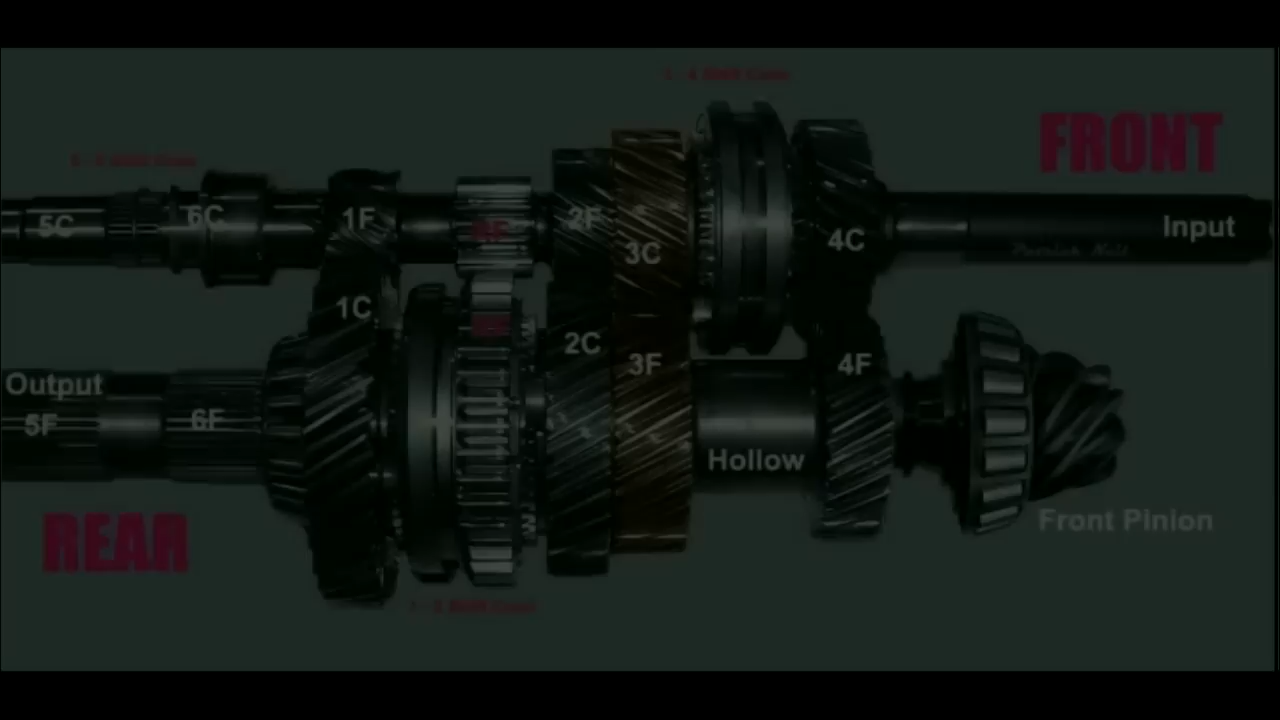 FRONT
5C
6C
1F
2F
3C
4C
Input
1C
2C
3F
4F
Output
5F
6F
Hollow
REAR
Front Pinion